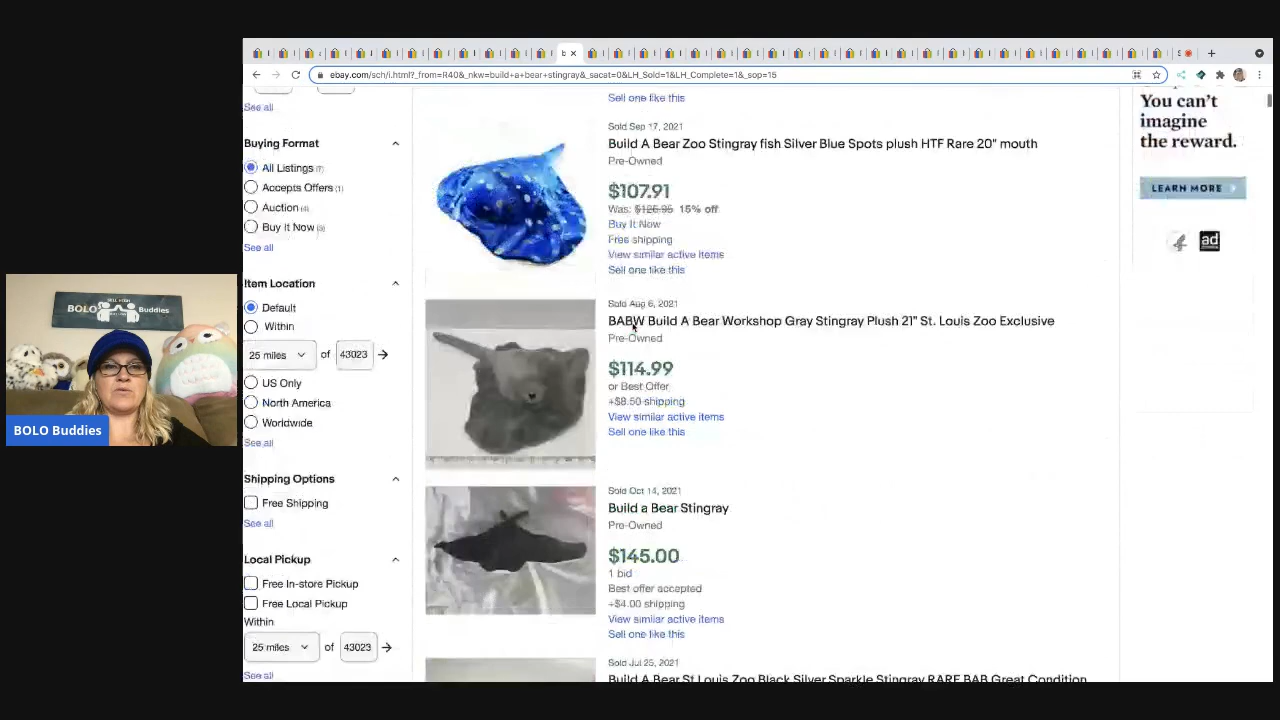 ebay.com/sch/i.html?_from=R40&_nkw=build+a+bear+stingray&_sacat=0&LH_Sold=1&LH_Complete=1&_sop=15
See all
Buying Format
All Listings (7)
Accepts Offers (1)
Auction (4)
Buy It Now (3)
See all
Item Location
Default
Within
25 miles of 43023
US Only
North America
Worldwide
See all
Shipping Options
Free Shipping
See all
Local Pickup
Free In-store Pickup
Free Local Pickup
Within
25 miles of 43023
See all
Sell one like this
Sold Sep 17, 2021
Build A Bear Zoo Stingray fish Silver Blue Spots plush HTF Rare 20" mouth
Pre-Owned
$107.91
Was: $126.95 15% off
Buy It Now
Free shipping
View similar active items
Sell one like this
Sold Aug 6, 2021
BABW Build A Bear Workshop Gray Stingray Plush 21" St. Louis Zoo Exclusive
Pre-Owned
$114.99
or Best Offer
+$8.50 shipping
View similar active items
Sell one like this
Sold Oct 14, 2021
Build a Bear Stingray
Pre-Owned
$145.00
1 bid
Best offer accepted
+$4.00 shipping
View similar active items
Sell one like this
Sold Jul 25, 2021
Build A Bear St Louis Zoo Black Silver Sparkle Stingray RARE BAB Great Condition
You can't
imagine
the reward.
LEARN MORE
ad
BOLO Buddies
BOLO Buddies